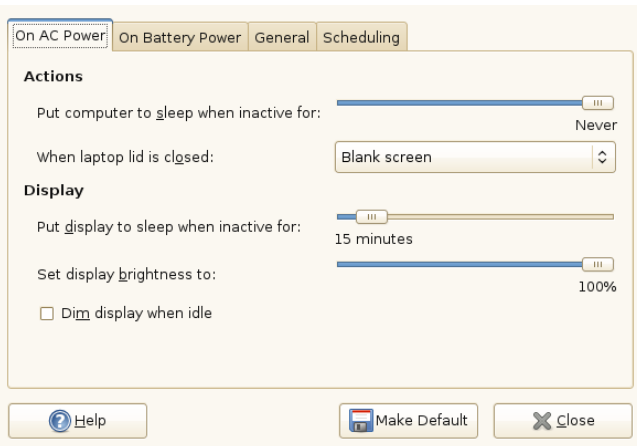 On AC Power On Battery Power General Scheduling
Actions
Put computer to sleep when inactive for:
Never
When laptop lid is closed: Blank screen
Display
Put display to sleep when inactive for:
15 minutes
Set display brightness to:
100%
Dim display when idle
Help Make Default Close